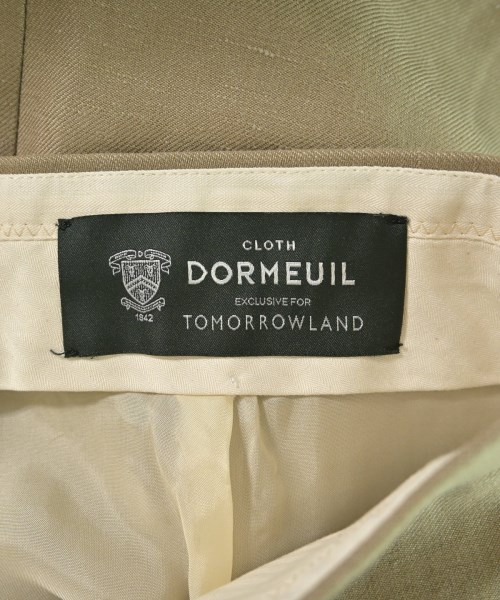 CLOTH
DORMEUIL
EXCLUSIVE FOR
TOMORROWLAND
1842